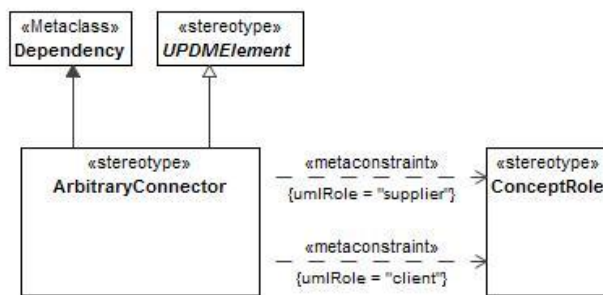 «Metaclass»
Dependency
«stereotype»
UPDMElement
«stereotype»
ArbitraryConnector
«metaconstraint»
{umlRole = "supplier"}
«metaconstraint»
{umlRole = "client"}
«stereotype»
ConceptRole